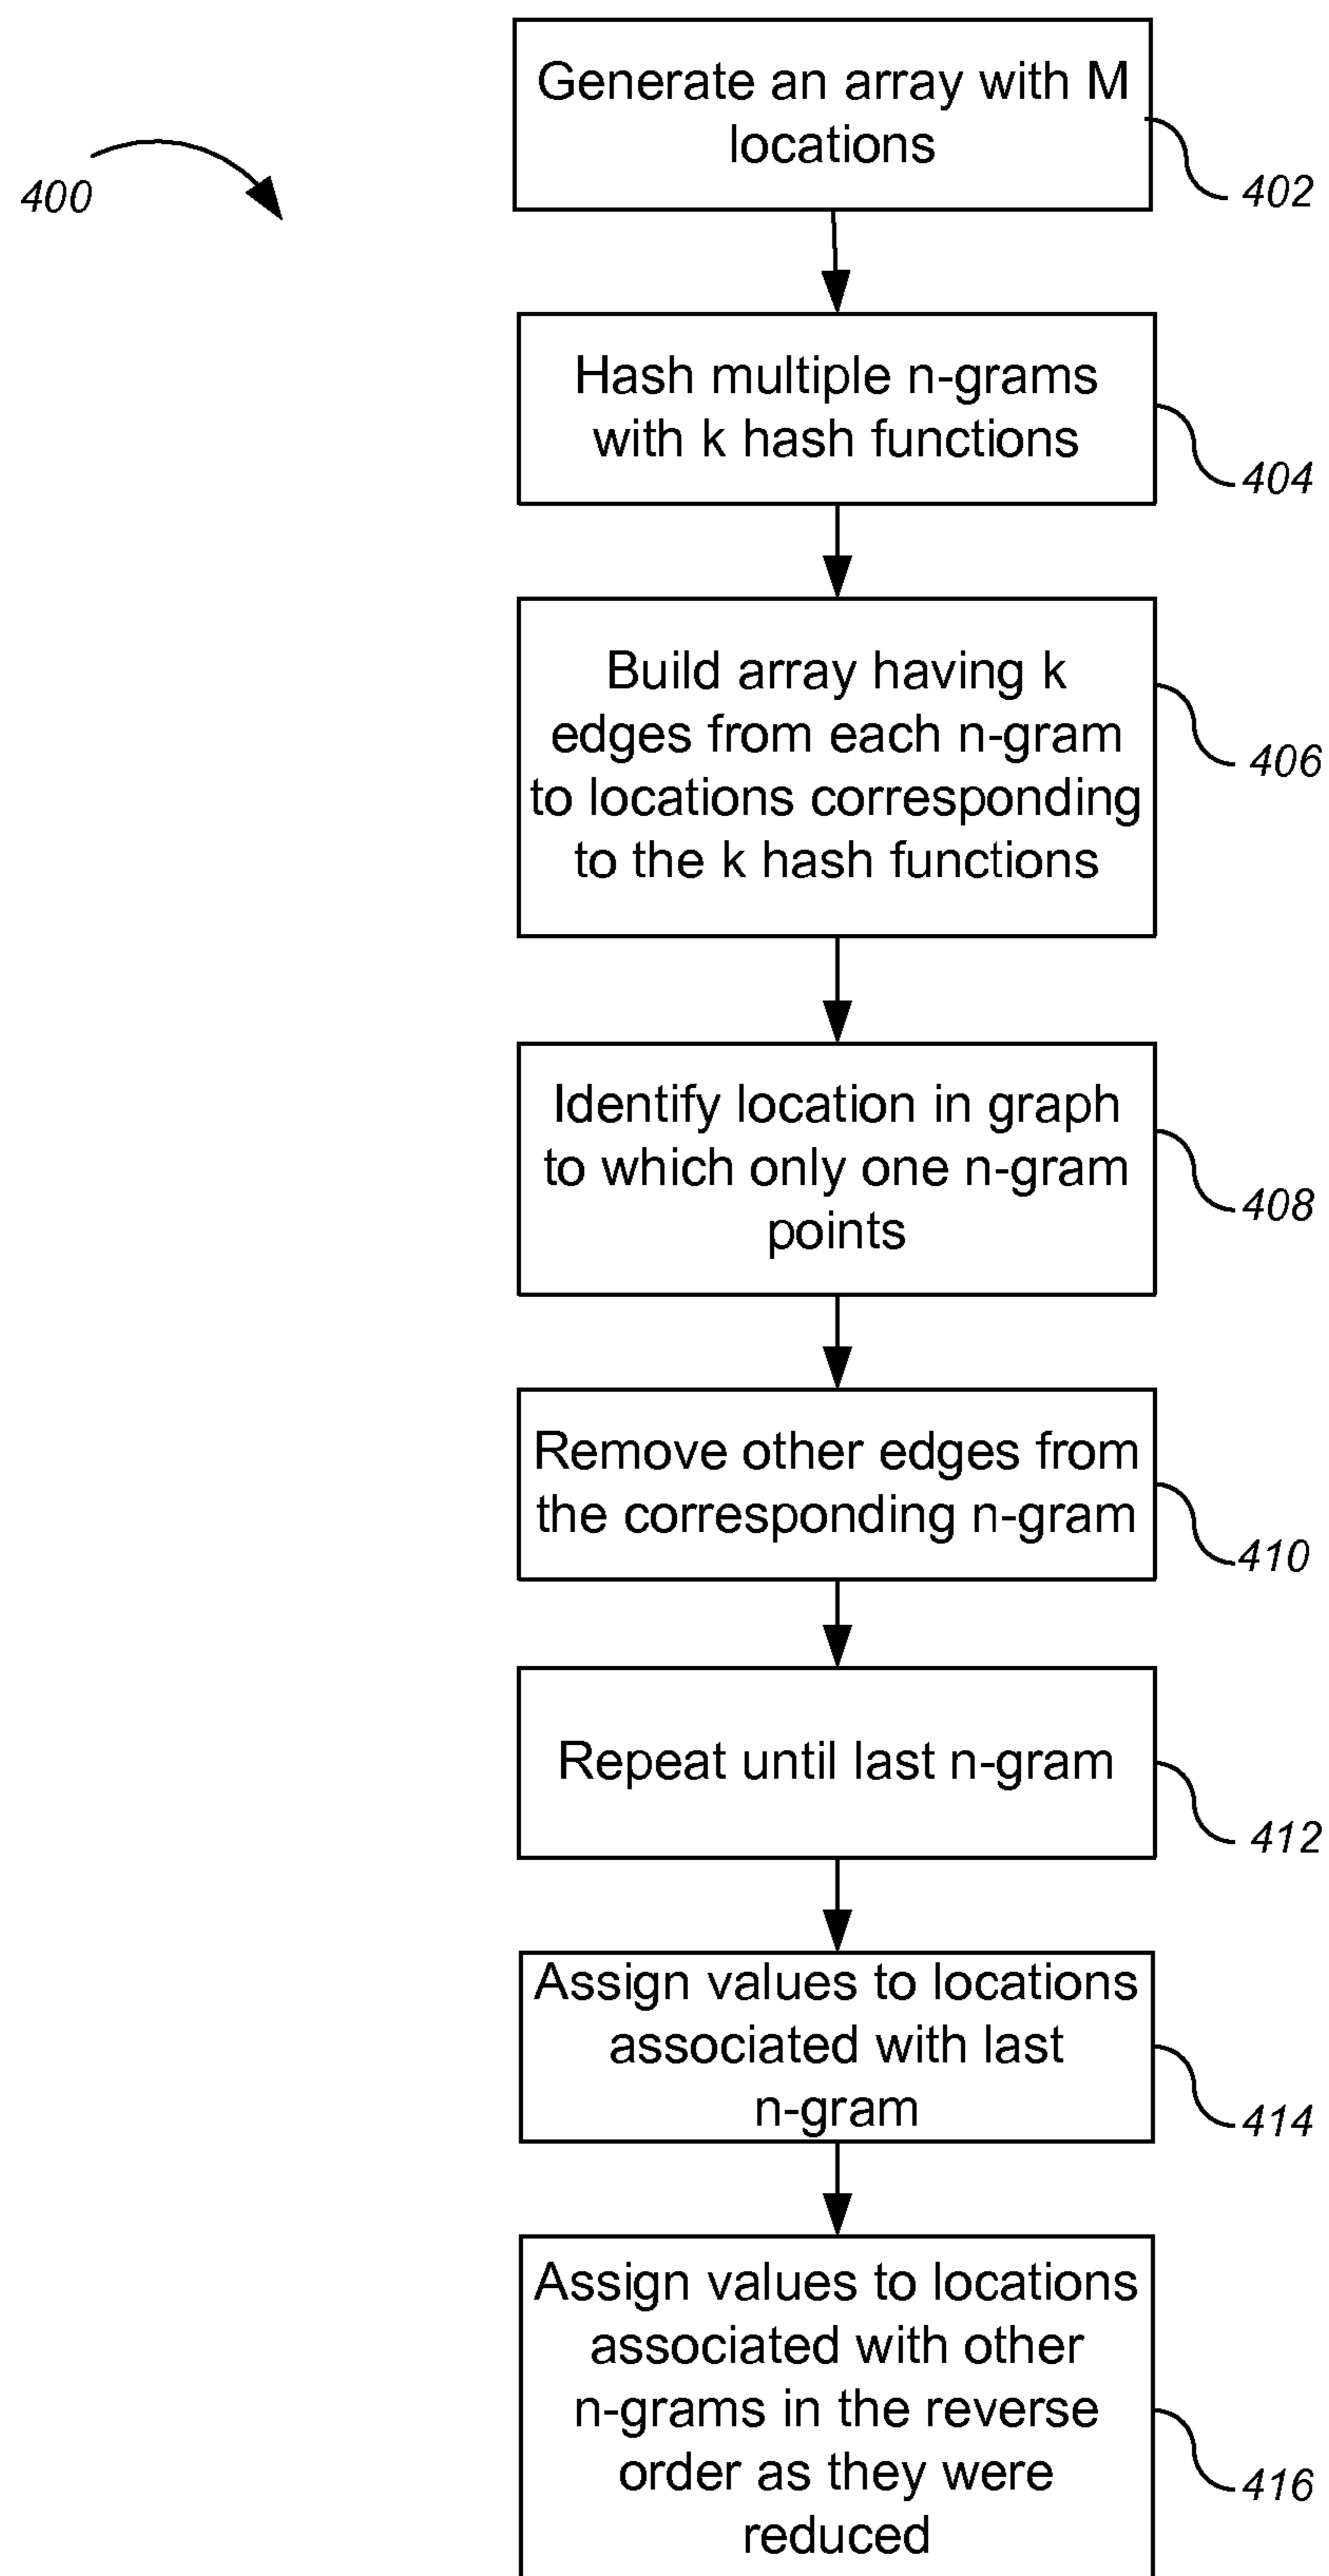 Generate an array with M
locations
400
402
Hash multiple n-grams
with k hash functions
404
Build array having k
edges from each n-gram
to locations corresponding
to the k hash functions
406
Identify location in graph
to which only one n-gram
points
408
Remove other edges from
the corresponding n-gram
410
Repeat until last n-gram
412
Assign values to locations
associated with last
n-gram
414
Assign values to locations
associated with other
n-grams in the reverse
order as they were
reduced
416